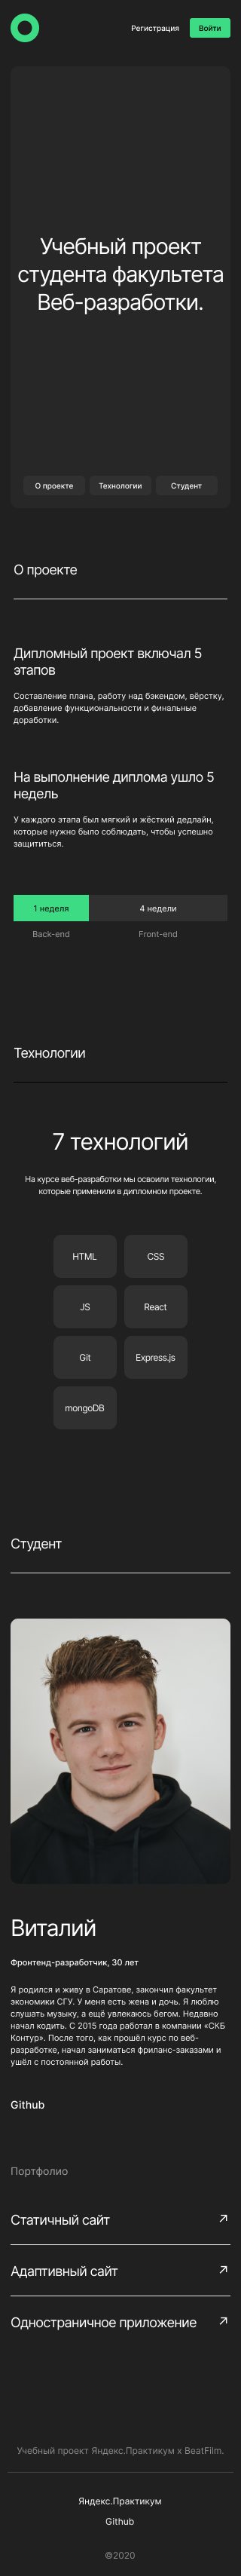 Регистрация
Войти
Учебный проект
студента факультета
Веб-разработки.
О проекте
Технологии
Студент
О проекте
Дипломный проект включал 5
этапов
Составление плана, работу над бэкендом, вёрстку,
добавление функциональности и финальные
доработки.
На выполнение диплома ушло 5
недель
У каждого этапа был мягкий и жёсткий дедлайн,
которые нужно было соблюдать, чтобы успешно
защититься.
1 неделя
4 недели
Back-end
Front-end
Технологии
7 технологий
На курсе веб-разработки мы освоили технологии,
которые применили в дипломном проекте.
HTML
CSS
JS
React
Git
Express.js
mongoDB
Студент
Виталий
Фронтенд-разработчик, 30 лет
Я родился и живу в Саратове, закончил факультет
экономики СГУ. У меня есть жена и дочь. Я люблю
слушать музыку, а ещё увлекаюсь бегом. Недавно
начал кодить. С 2015 года работал в компании «СКБ
Контур». После того, как прошёл курс по веб-
разработке, начал заниматься фриланс-заказами и
ушёл с постоянной работы.
Github
Портфолио
Статичный сайт
Адаптивный сайт
Одностраничное приложение
Учебный проект Яндекс.Практикум х BeatFilm.
Яндекс.Практикум
Github
©2020